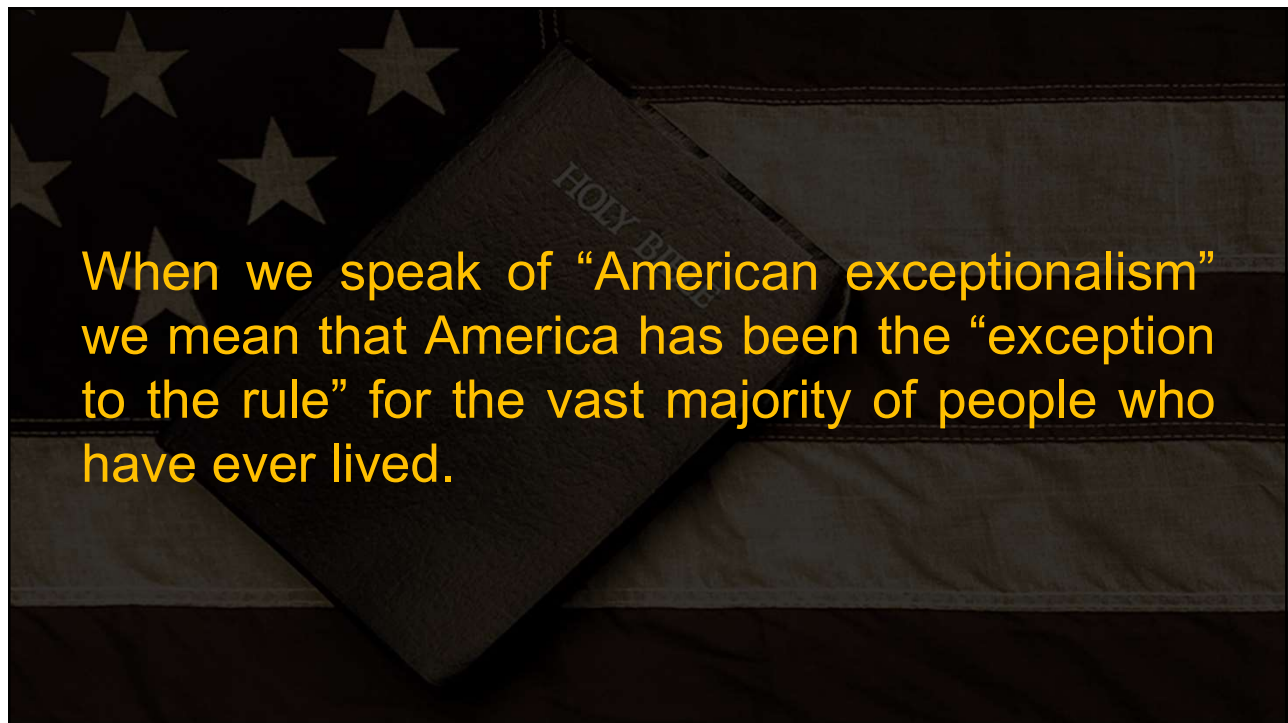 HOLY BIBLE
When we speak of “American exceptionalism”
we mean that America has been the “exception
to the rule” for the vast majority of people who
have ever lived.